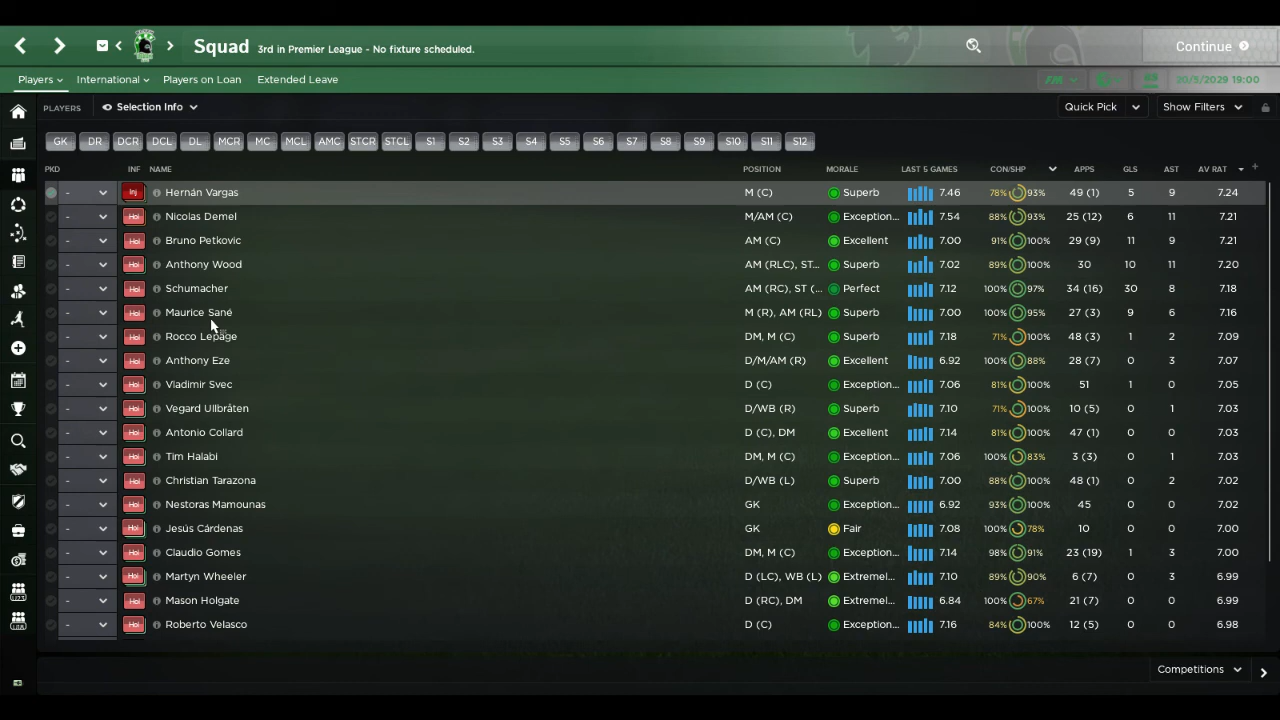 Squad 3rd in Premier League - No fixture scheduled. Continue
Players International Players on Loan Extended Leave 20/5/2029 19:00
PLAYERS Selection Info Quick Pick Show Filters
GK DR DCR DCL DL MCR MC MCL AMC STCR STCL S1 S2 S3 S4 S5 S6 S7 S8 S9 S10 S11 S12
PKD INF NAME POSITION MORALE LAST 5 GAMES CON/SHP APPS GLS AST AV RAT
- Inj Hernán Vargas M (C) Superb 7.46 78% 93% 49 (1) 5 9 7.24
- Hol Nicolas Demel M/AM (C) Exception... 7.54 88% 93% 25 (12) 6 11 7.21
- Hol Bruno Petkovic AM (C) Excellent 7.00 91% 100% 29 (9) 11 9 7.21
- Hol Anthony Wood AM (RLC), ST... Superb 7.02 89% 100% 30 10 11 7.20
- Hol Schumacher AM (RC), ST (... Perfect 7.12 100% 97% 34 (16) 30 8 7.18
- Hol Maurice Sané M (R), AM (RL) Superb 7.00 100% 95% 27 (3) 9 6 7.16
- Hol Rocco Lepage DM, M (C) Superb 7.18 71% 100% 48 (3) 1 2 7.09
- Hol Anthony Eze D/M/AM (R) Excellent 6.92 100% 88% 28 (7) 0 3 7.07
- Hol Vladimir Svec D (C) Exception... 7.06 81% 100% 51 1 0 7.05
- Hol Vegard Ullbråten D/WB (R) Superb 7.10 71% 100% 10 (5) 0 1 7.03
- Hol Antonio Collard D (C), DM Excellent 7.14 81% 100% 47 (1) 0 0 7.03
- Hol Tim Halabi DM, M (C) Exception... 7.06 100% 83% 3 (3) 0 1 7.03
- Hol Christian Tarazona D/WB (L) Superb 7.00 88% 100% 48 (1) 0 2 7.02
- Hol Nestoras Mamounas GK Exception... 6.92 93% 100% 45 0 0 7.02
- Hol Jesús Cárdenas GK Fair 7.08 100% 78% 10 0 0 7.00
- Hol Claudio Gomes DM, M (C) Exception... 7.14 98% 91% 23 (19) 1 3 7.00
- Hol Martyn Wheeler D (LC), WB (L) Extremel... 7.10 89% 90% 6 (7) 0 3 6.99
- Hol Mason Holgate D (RC), DM Extremel... 6.84 100% 67% 21 (7) 0 0 6.99
- Hol Roberto Velasco D (C) Exception... 7.16 84% 100% 12 (5) 0 0 6.98
Competitions